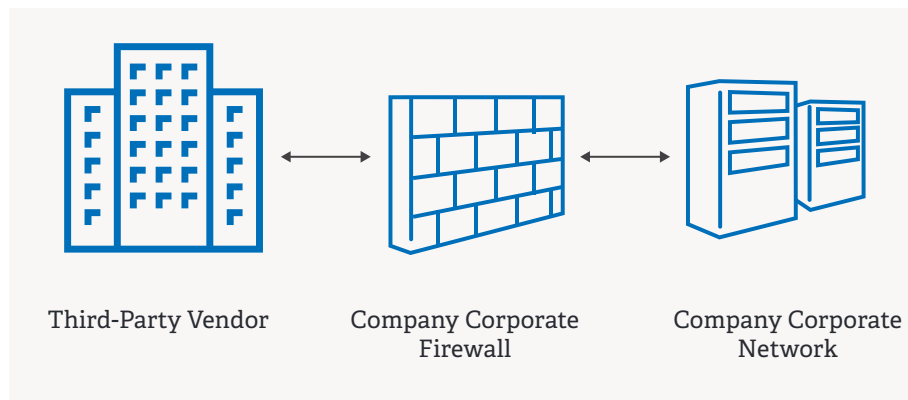 Third-Party Vendor
Company Corporate
Firewall
Company Corporate
Network